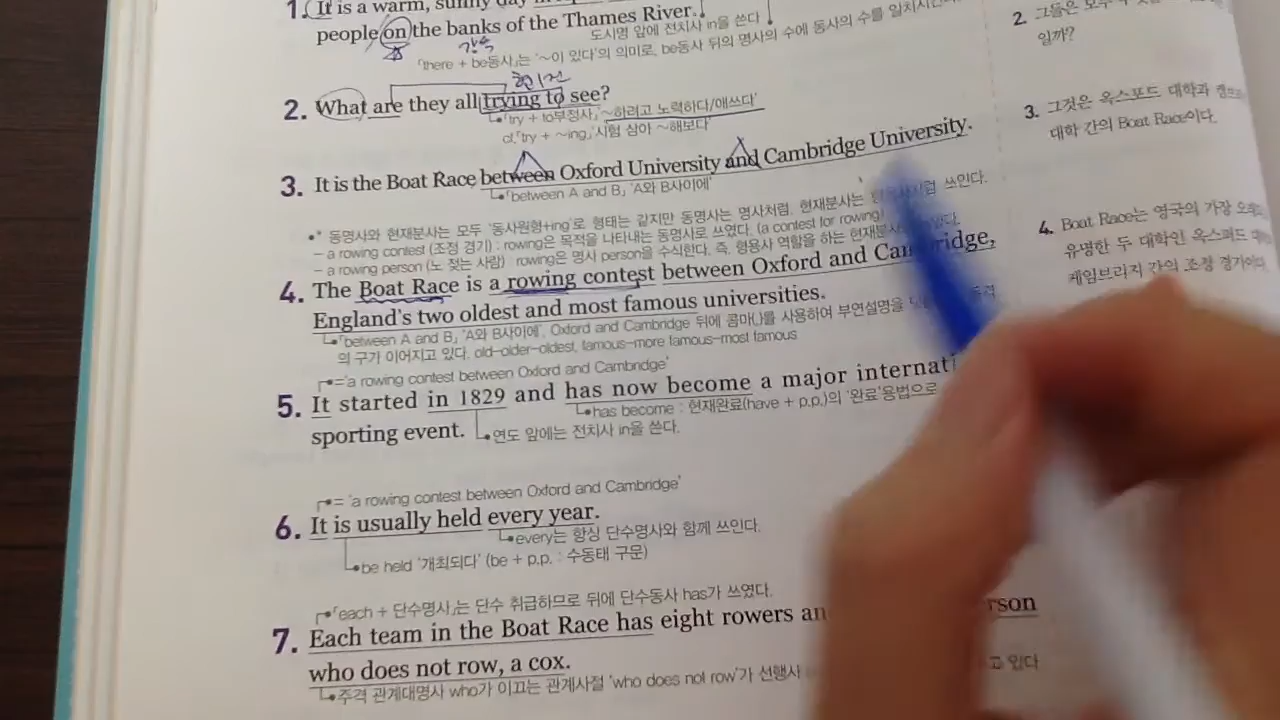 1. It is a warm, sunny day in
people on the banks of the Thames River.
도시명 앞에 전치사 in을 쓴다
「there + be동사」는 '~이 있다'의 의미로, be동사 뒤의 명사의 수에 동사의 수를 일치시킨다.
2. What are they all trying to see?
「try + to부정사」 '~하려고 노력하다/애쓰다'
cf. 「try + ~ing」 '시험 삼아 ~해보다'
3. It is the Boat Race between Oxford University and Cambridge University.
「between A and B」 'A와 B사이에'
* 동명사와 현재분사는 모두 '동사원형+ing'로 형태는 같지만 동명사는 명사처럼, 현재분사는 쓰인다.
– a rowing contest (조정 경기) : rowing은 목적을 나타내는 동명사로 쓰였다. (a contest for rowing)
– a rowing person (노 젓는 사람) : rowing은 명사 person을 수식한다. 즉, 형용사 역할을 하는
4. The Boat Race is a rowing contest between Oxford and Cambridge,
England's two oldest and most famous universities.
「between A and B」 'A와 B사이에', Oxford and Cambridge 뒤에 콤마(,)를 사용하여 부연설명을
의 구가 이어지고 있다. old-older-oldest, famous-more famous-most famous
= 'a rowing contest between Oxford and Cambridge'
5. It started in 1829 and has now become a major internati
has become : 현재완료(have + p.p.)의 '완료'용법으로
sporting event.
연도 앞에는 전치사 in을 쓴다.
= 'a rowing contest between Oxford and Cambridge'
6. It is usually held every year.
every는 항상 단수명사와 함께 쓰인다.
be held '개최되다' (be + p.p. : 수동태 구문)
「each + 단수명사」는 단수 취급하므로 뒤에 단수동사 has가 쓰였다.
7. Each team in the Boat Race has eight rowers an rson
who does not row, a cox.
주격 관계대명사 who가 이끄는 관계사절 'who does not row'가 선행사 고 있다
2. 그들은 모두
일까?
3. 그것은 옥스포드 대학과
대학 간의 Boat Race이다.
4. Boat Race는 영국의 가장
유명한 두 대학인 옥스퍼드
케임브리지 간의 조정 경기이다.